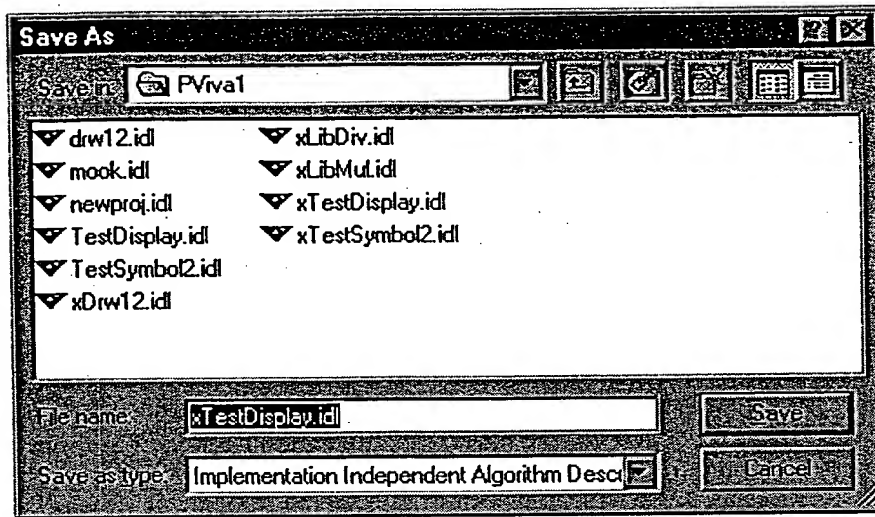 Save As
Save in: PViva1
drw12.idl
mook.idl
newproj.idl
TestDisplay.idl
TestSymbol2.idl
xDrw12.idl
xLibDiv.idl
xLibMul.idl
xTestDisplay.idl
xTestSymbol2.idl
File name: xTestDisplay.idl
Save
Save as type: Implementation Independent Algorithm Desc
Cancel